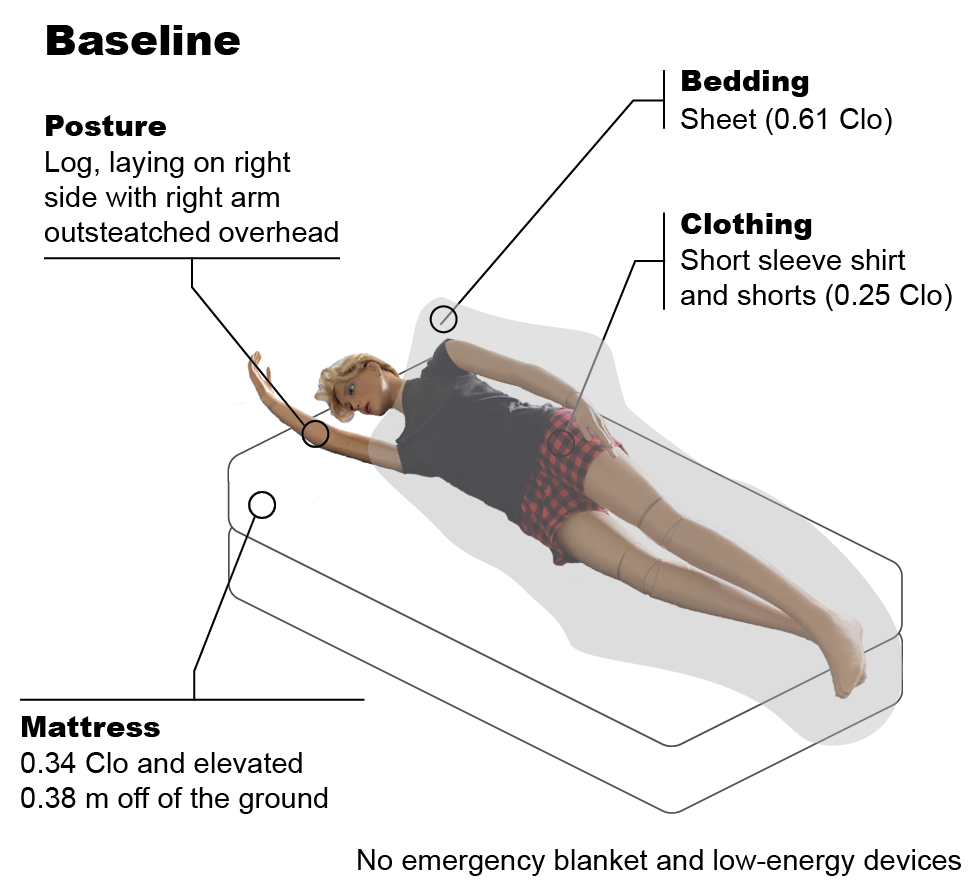 Baseline
Posture
Log, laying on right
side with right arm
outsteatched overhead
Bedding
Sheet (0.61 Clo)
Clothing
Short sleeve shirt
and shorts (0.25 Clo)
Mattress
0.34 Clo and elevated
0.38 m off of the ground
No emergency blanket and low-energy devices